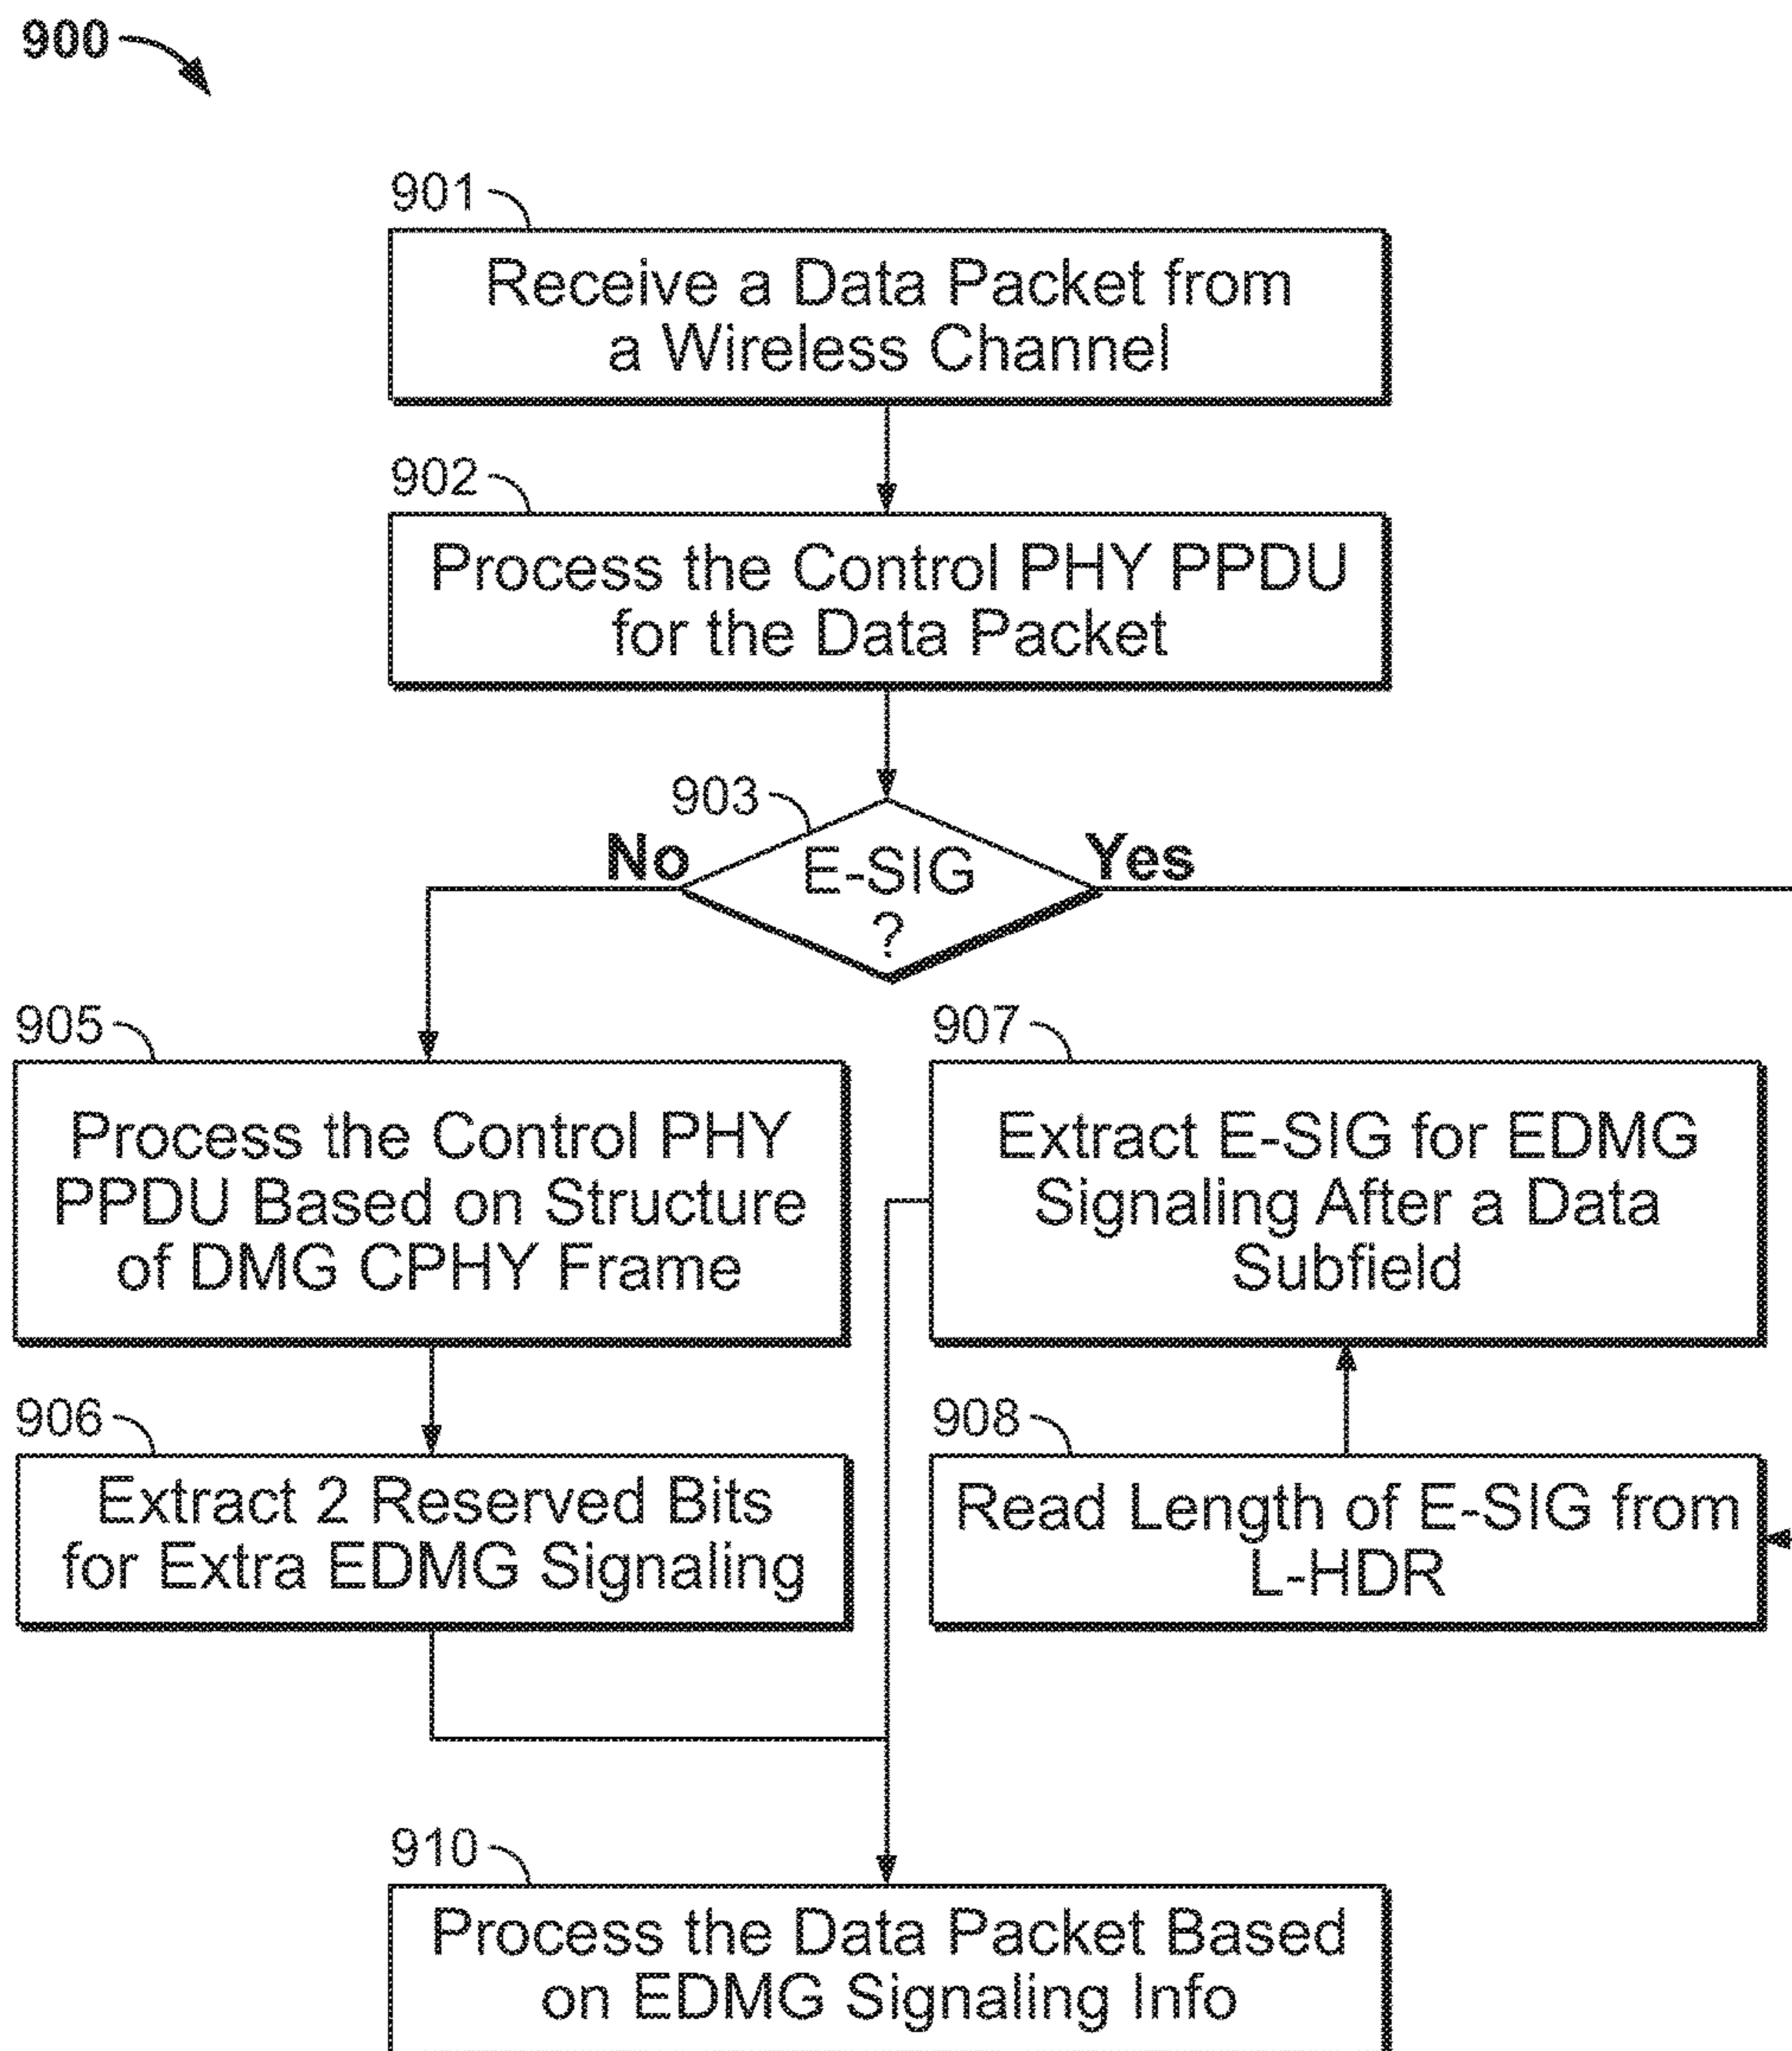 900
901
Receive a Data Packet from
a Wireless Channel
902
Process the Control PHY PPDU
for the Data Packet
903
No
E-SIG
?
Yes
905
Process the Control PHY
PPDU Based on Structure
of DMG CPHY Frame
907
Extract E-SIG for EDMG
Signaling After a Data
Subfield
906
Extract 2 Reserved Bits
for Extra EDMG Signaling
908
Read Length of E-SIG from
L-HDR
910
Process the Data Packet Based
on EDMG Signaling Info